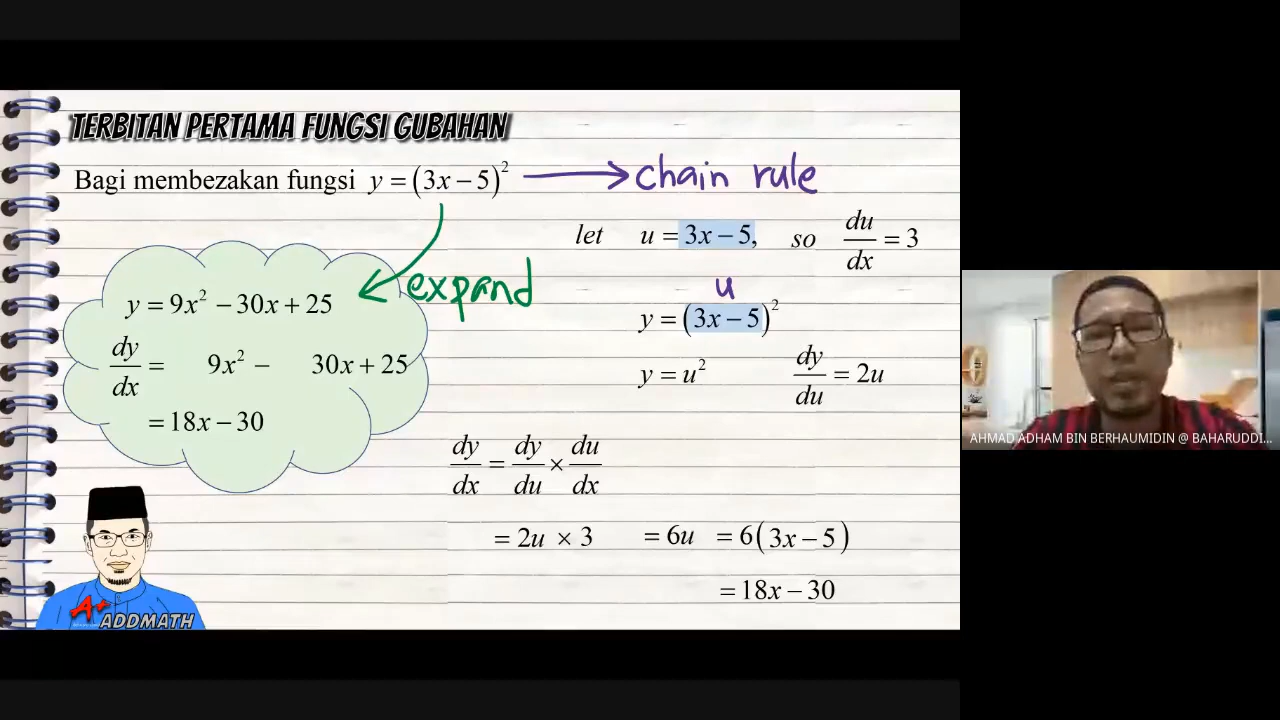 TERBITAN PERTAMA FUNGSI GUBAHAN
Bagi membezakan fungsi y = (3x − 5)² → chain rule
expand
y = 9x² − 30x + 25
dy/dx = 9x² − 30x + 25
= 18x − 30
let u = 3x − 5, so du/dx = 3
u
y = (3x − 5)²
y = u² dy/du = 2u
dy/dx = dy/du × du/dx
= 2u × 3 = 6u = 6(3x − 5)
= 18x − 30
A+
ADDMATH
AHMAD ADHAM BIN BERHAUMIDIN @ BAHARUDDI...